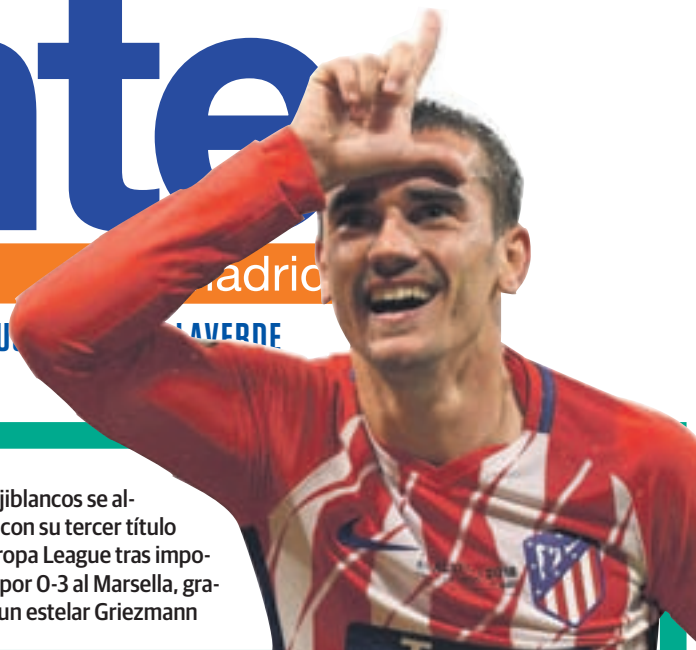 nte
adrid
LAVERDE
jiblancos se al-
con su tercer título
ropa League tras impo-
por 0-3 al Marsella, gra-
un estelar Griezmann